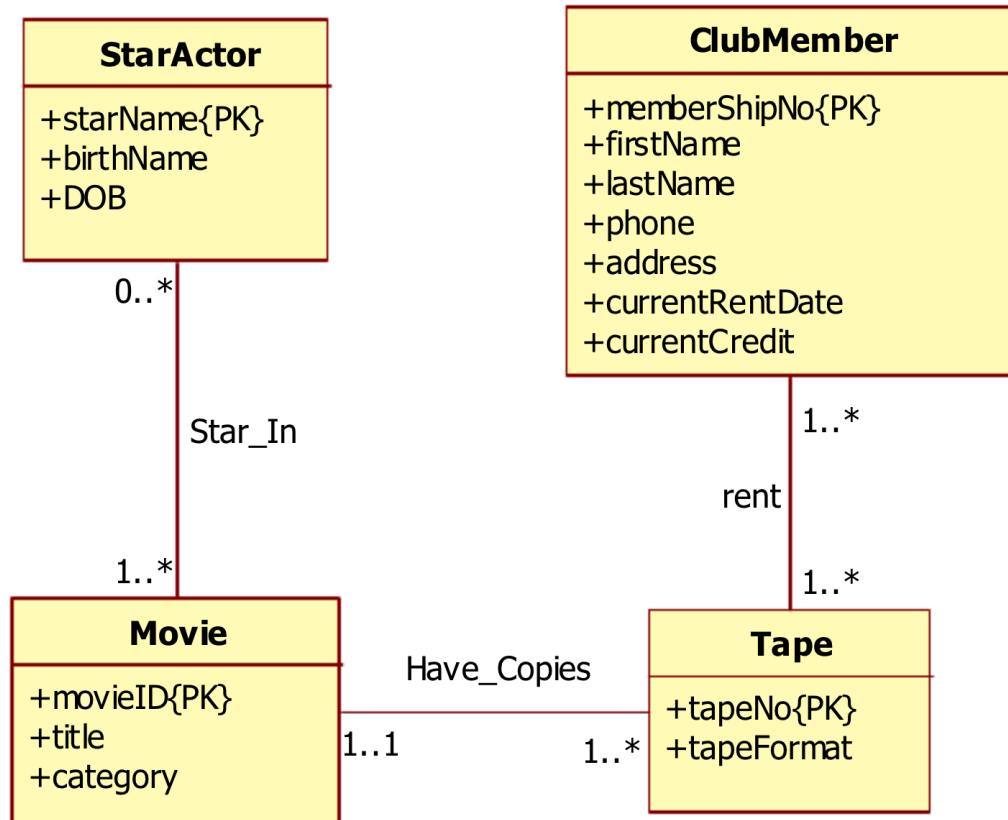 StarActor
+starName{PK}
+birthName
+DOB
ClubMember
+memberShipNo{PK}
+firstName
+lastName
+phone
+address
+currentRentDate
+currentCredit
0..*
Star_In
1..*
1..*
rent
1..*
Movie
+movieID{PK}
+title
+category
Have_Copies
1..1
1..*
Tape
+tapeNo{PK}
+tapeFormat